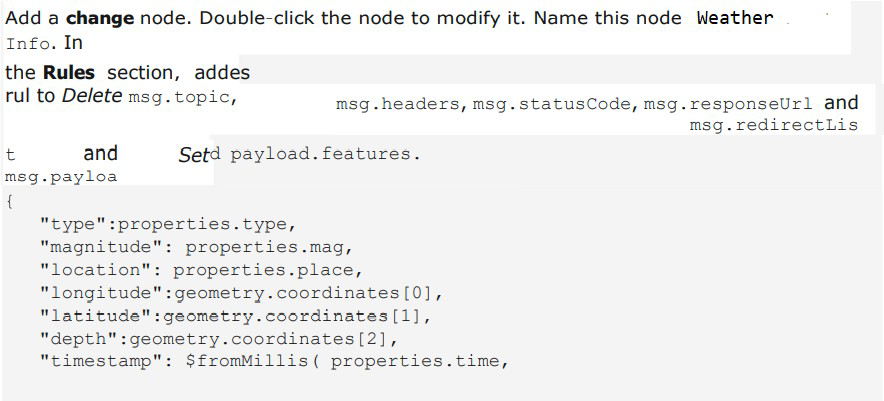 Add a change node. Double-click the node to modify it. Name this node Weather
Info. In
the Rules section, addes
rul to Delete msg.topic,
msg.headers, msg.statusCode, msg.responseUrl and
msg.redirectLis
t and Setd payload.features.
msg.payloa
{
"type":properties.type,
"magnitude": properties.mag,
"location": properties.place,
"longitude":geometry.coordinates[0],
"latitude":geometry.coordinates[1],
"depth":geometry.coordinates[2],
"timestamp": $fromMillis( properties.time,